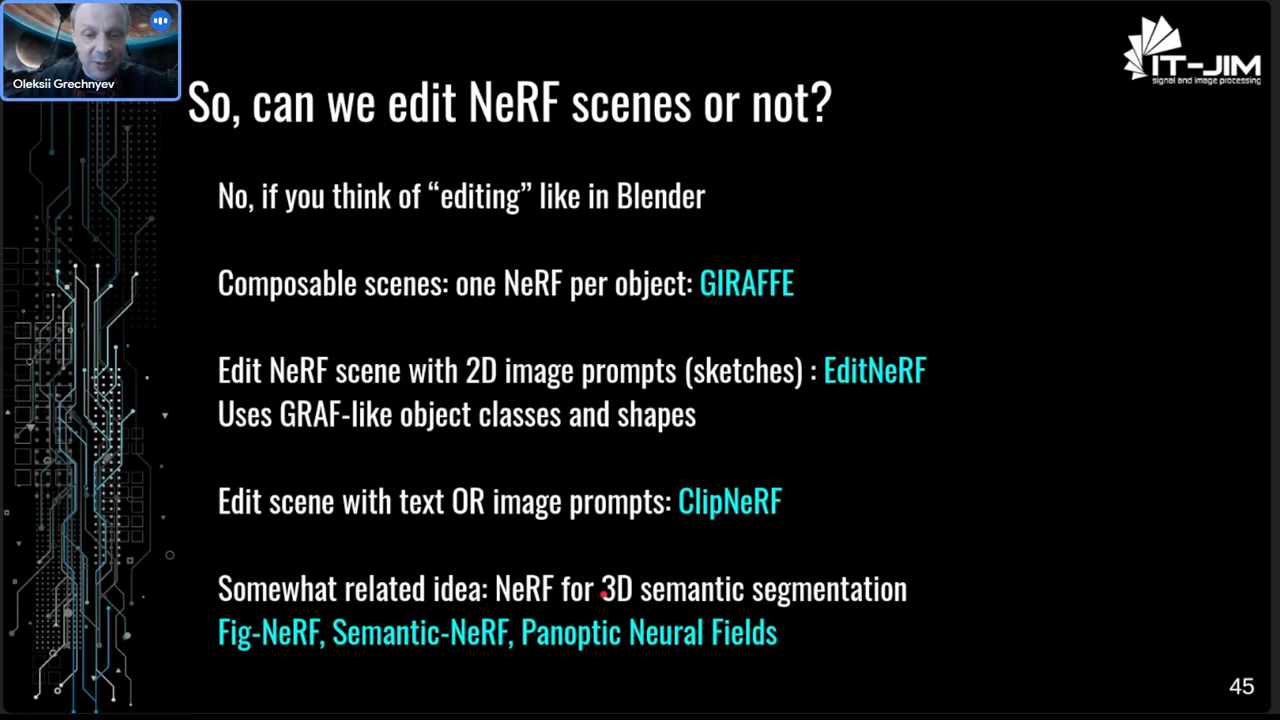 Oleksii Grechnyev
IT-JIM
signal and image processing
So, can we edit NeRF scenes or not?
No, if you think of “editing” like in Blender
Composable scenes: one NeRF per object: GIRAFFE
Edit NeRF scene with 2D image prompts (sketches) : EditNeRF
Uses GRAF-like object classes and shapes
Edit scene with text OR image prompts: ClipNeRF
Somewhat related idea: NeRF for 3D semantic segmentation
Fig-NeRF, Semantic-NeRF, Panoptic Neural Fields
45